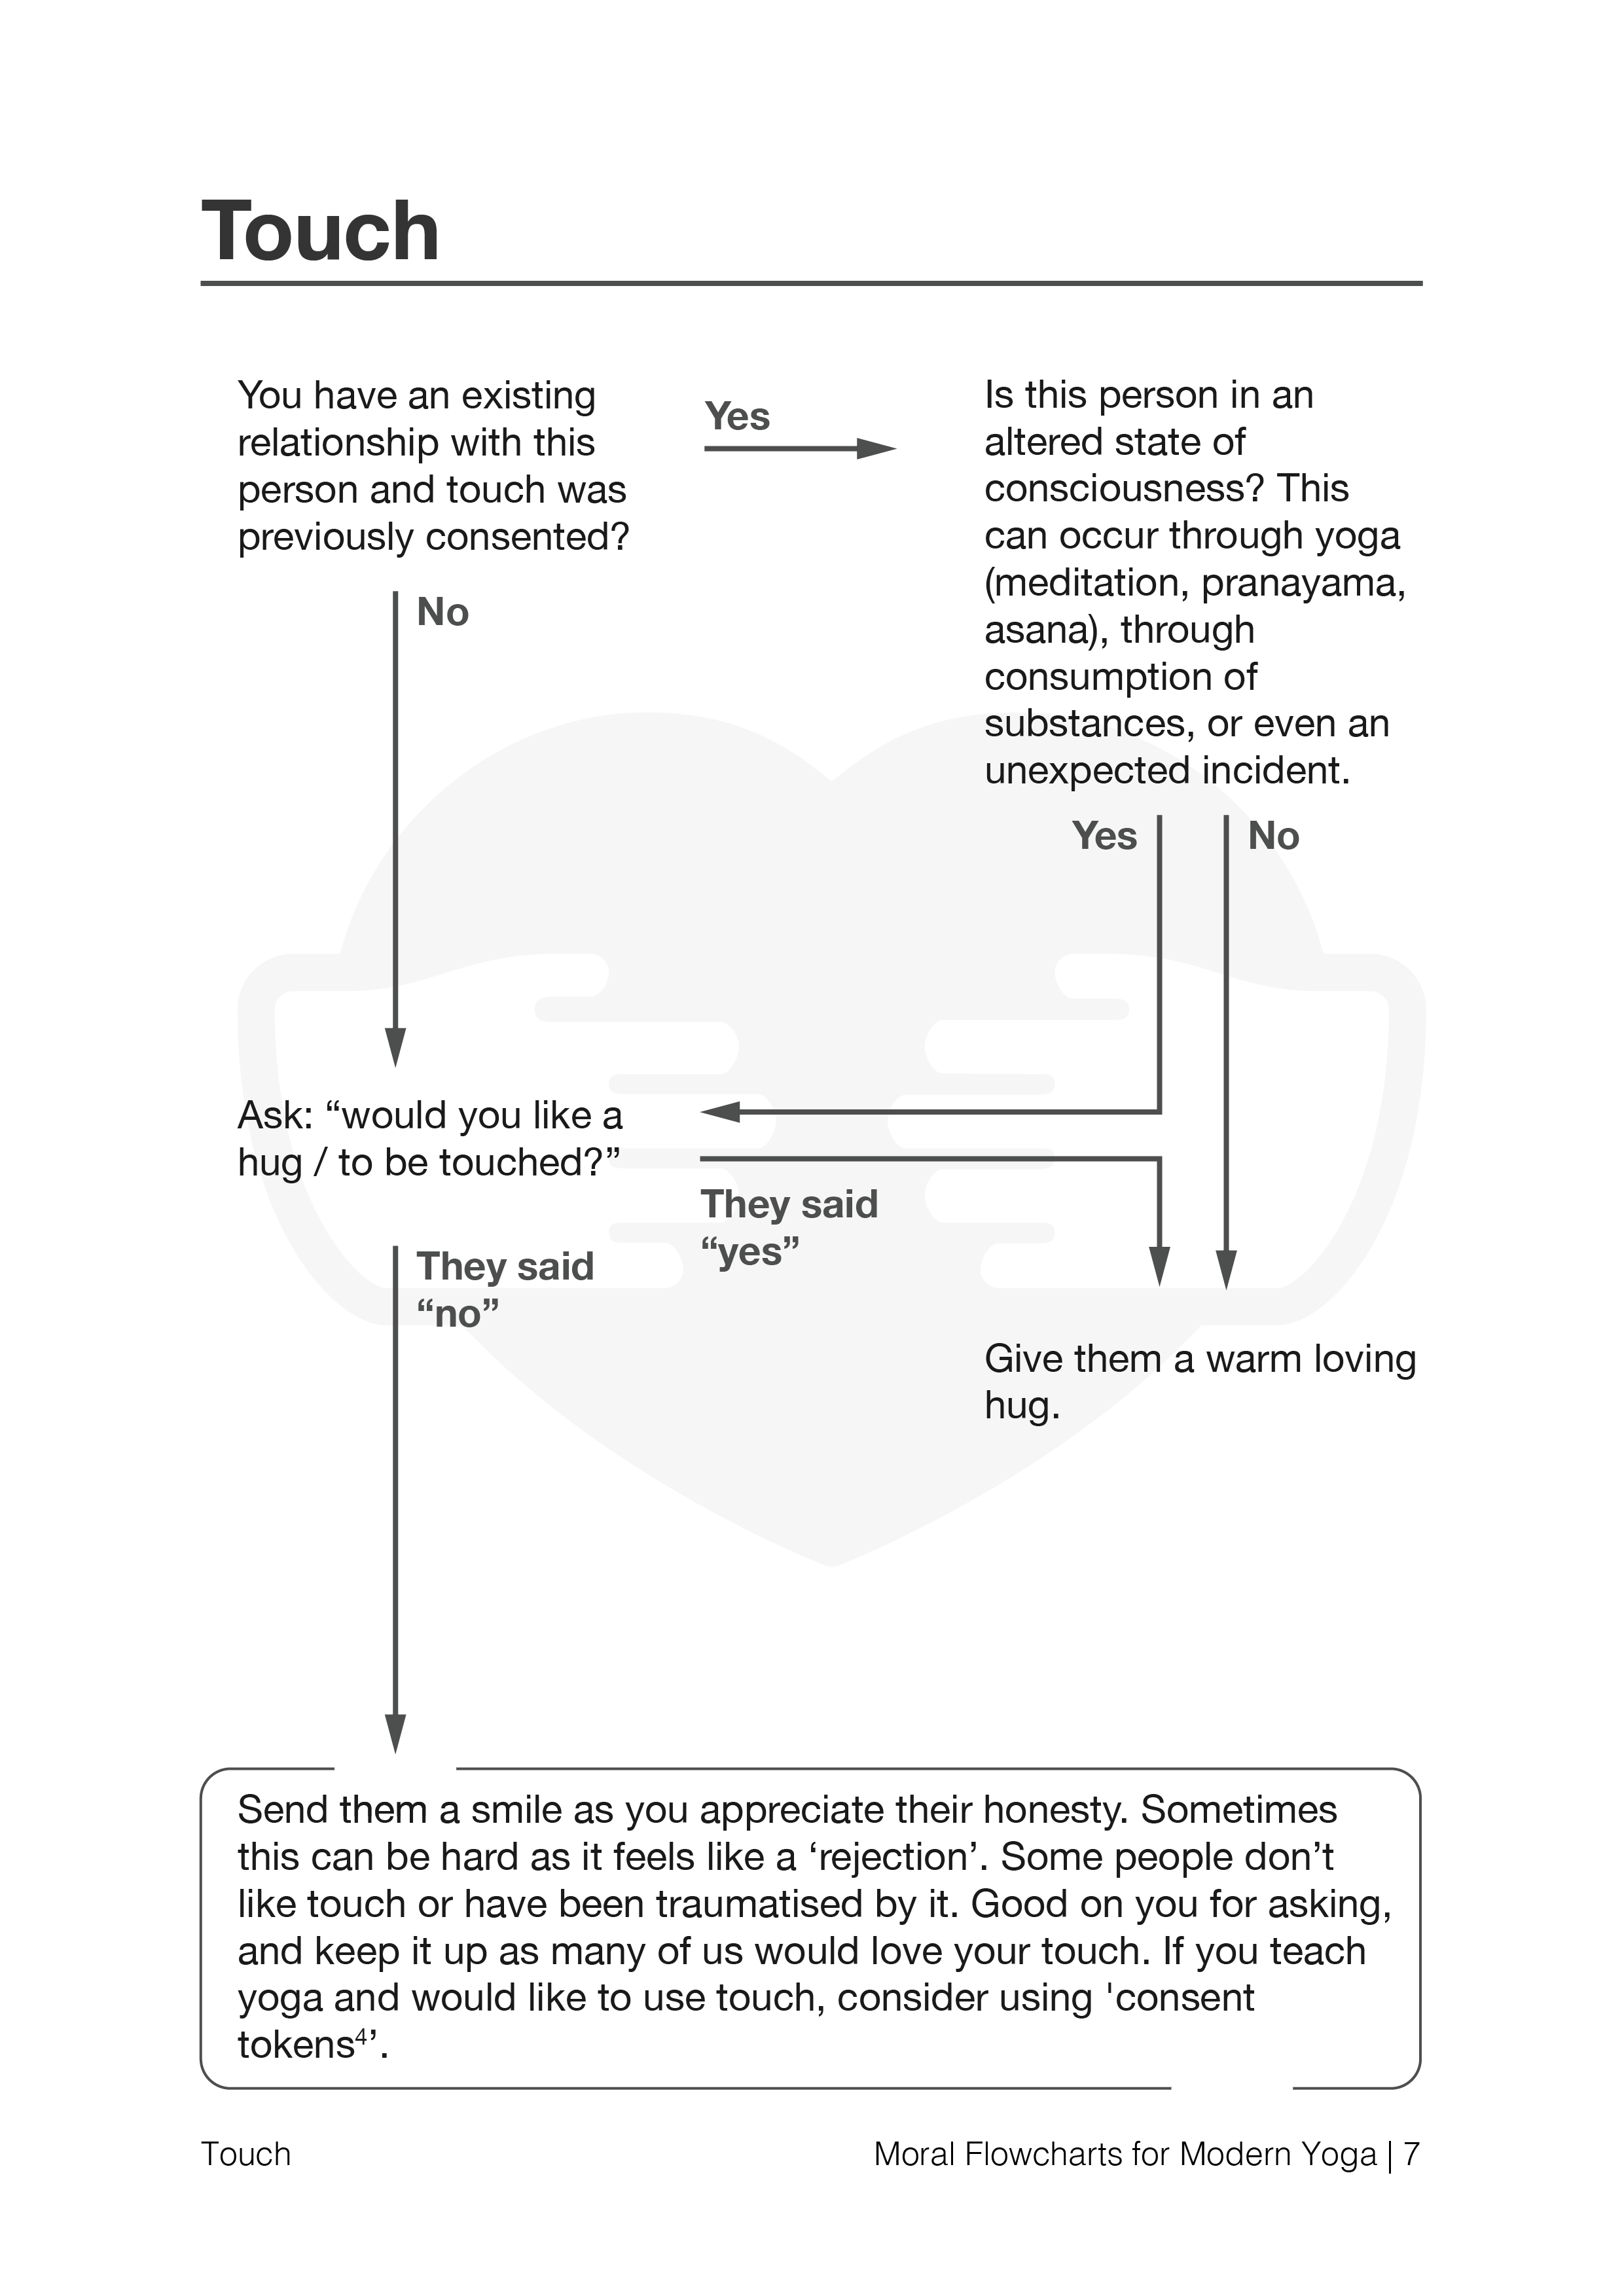 Touch
You have an existing
relationship with this
person and touch was
previously consented?
Yes
Is this person in an
altered state of
consciousness? This
can occur through yoga
(meditation, pranayama,
asana), through
consumption of
substances, or even an
unexpected incident.
No
Yes
No
Ask: “would you like a
hug / to be touched?”
They said
“yes”
They said
“no”
Give them a warm loving
hug.
Send them a smile as you appreciate their honesty. Sometimes
this can be hard as it feels like a ‘rejection’. Some people don’t
like touch or have been traumatised by it. Good on you for asking,
and keep it up as many of us would love your touch. If you teach
yoga and would like to use touch, consider using 'consent
tokens⁴’.
Touch
Moral Flowcharts for Modern Yoga | 7